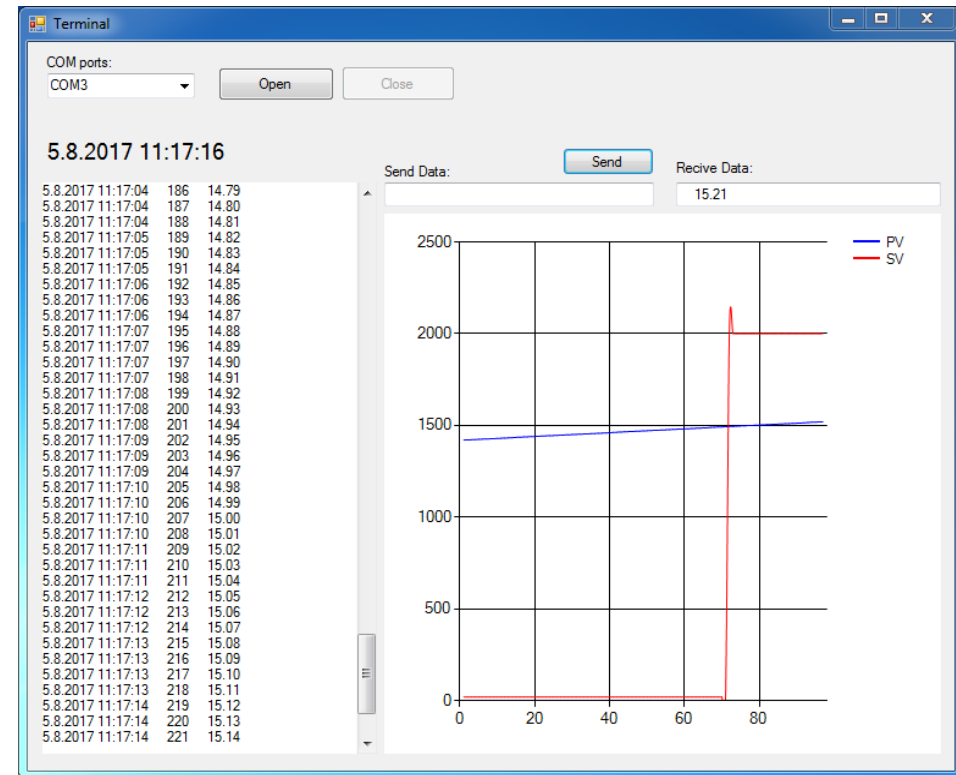 Terminal
COM ports:
COM3
Open
Close
5.8.2017 11:17:16
Send Data:
Send
Recive Data:
15.21
5.8.2017 11:17:04 186 14.79
5.8.2017 11:17:04 187 14.80
5.8.2017 11:17:04 188 14.81
5.8.2017 11:17:05 189 14.82
5.8.2017 11:17:05 190 14.83
5.8.2017 11:17:05 191 14.84
5.8.2017 11:17:06 192 14.85
5.8.2017 11:17:06 193 14.86
5.8.2017 11:17:06 194 14.87
5.8.2017 11:17:07 195 14.88
5.8.2017 11:17:07 196 14.89
5.8.2017 11:17:07 197 14.90
5.8.2017 11:17:07 198 14.91
5.8.2017 11:17:08 199 14.92
5.8.2017 11:17:08 200 14.93
5.8.2017 11:17:08 201 14.94
5.8.2017 11:17:09 202 14.95
5.8.2017 11:17:09 203 14.96
5.8.2017 11:17:09 204 14.97
5.8.2017 11:17:10 205 14.98
5.8.2017 11:17:10 206 14.99
5.8.2017 11:17:10 207 15.00
5.8.2017 11:17:10 208 15.01
5.8.2017 11:17:11 209 15.02
5.8.2017 11:17:11 210 15.03
5.8.2017 11:17:11 211 15.04
5.8.2017 11:17:12 212 15.05
5.8.2017 11:17:12 213 15.06
5.8.2017 11:17:12 214 15.07
5.8.2017 11:17:13 215 15.08
5.8.2017 11:17:13 216 15.09
5.8.2017 11:17:13 217 15.10
5.8.2017 11:17:13 218 15.11
5.8.2017 11:17:14 219 15.12
5.8.2017 11:17:14 220 15.13
5.8.2017 11:17:14 221 15.14
2500
2000
1500
1000
500
0
0 20 40 60 80
PV
SV